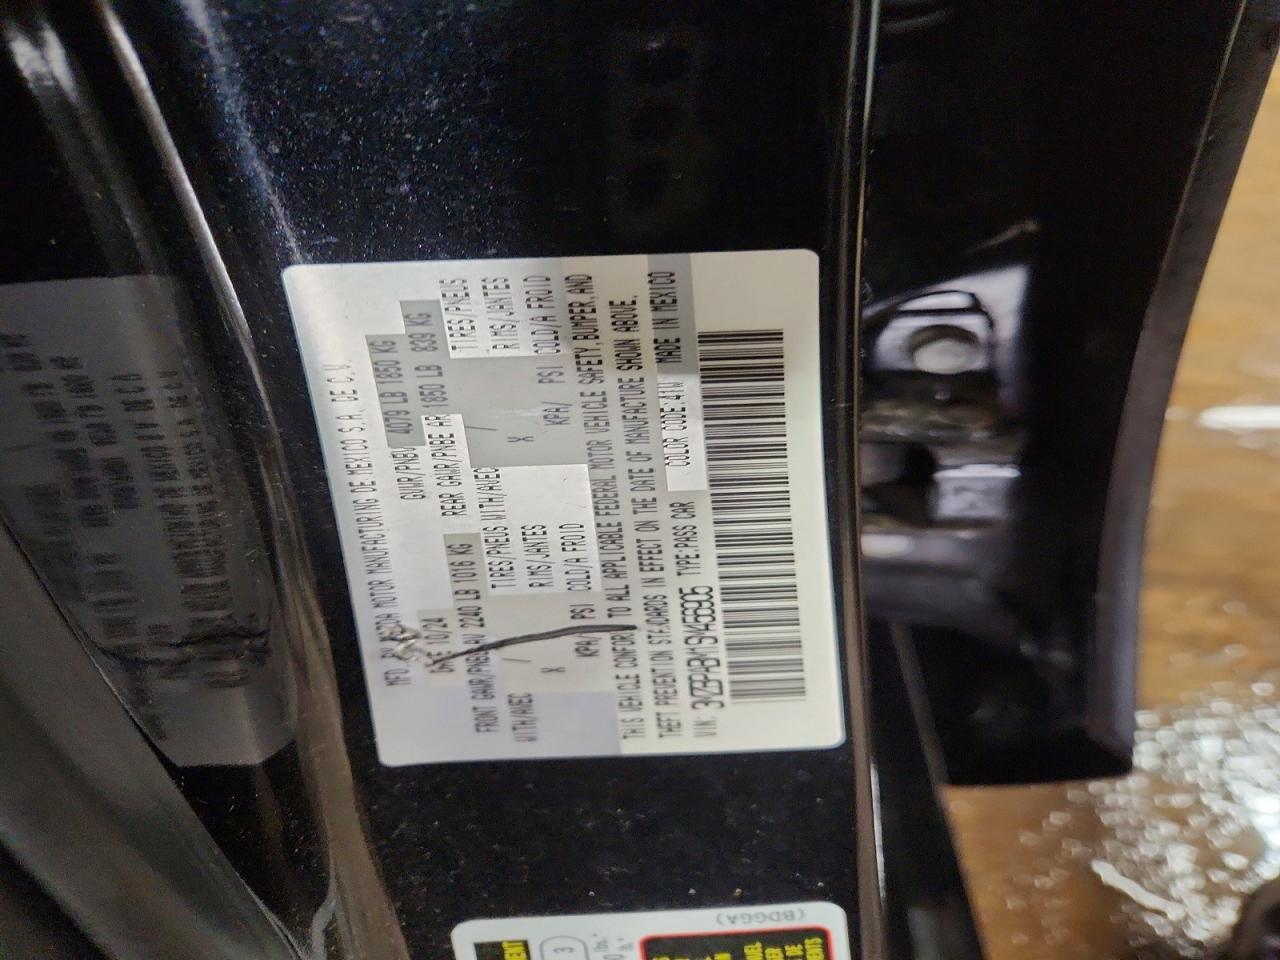 MFD. BY MAZDA MOTOR MANUFACTURING DE MEXICO S.A. DE C.V.
DATE 10/24 GVWR/PNBV 4079 LB 1850 KG
FRONT GAWR/PNBE AV 2240 LB 1016 KG REAR GAWR/PNBE AR 1850 LB 839 KG
WITH/AVEC / TIRES/PNEUS WITH/AVEC / TIRES/PNEUS
X RIMS/JANTES X RIMS/JANTES
KPA/ PSI COLD/A FROID KPA/ PSI COLD/A FROID
THIS VEHICLE CONFORMS TO ALL APPLICABLE FEDERAL MOTOR VEHICLE SAFETY, BUMPER, AND
THEFT PREVENTION STANDARDS IN EFFECT ON THE DATE OF MANUFACTURE SHOWN ABOVE.
VIN: TYPE:PASS CAR COLOR CODE:41W MADE IN MEXICO
(BDGGA)
3